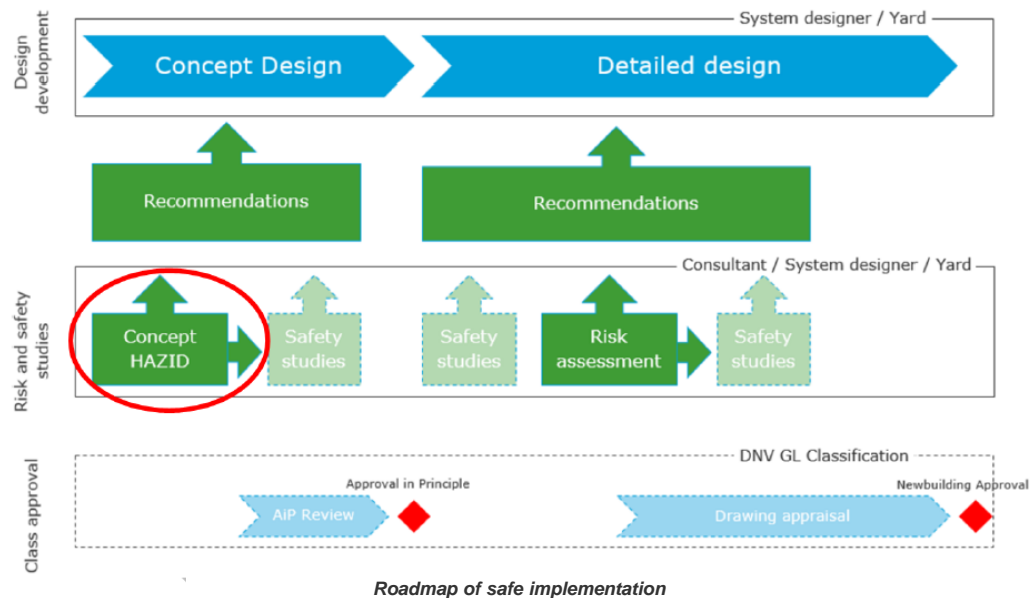 System designer / Yard
Design
development
Concept Design
Detailed design
Recommendations
Recommendations
Consultant / System designer / Yard
Risk and safety
studies
Concept
HAZID
Safety
studies
Safety
studies
Risk
assessment
Safety
studies
DNV GL Classification
Class approval
Approval in Principle
Newbuilding Approval
AiP Review
Drawing appraisal
Roadmap of safe implementation